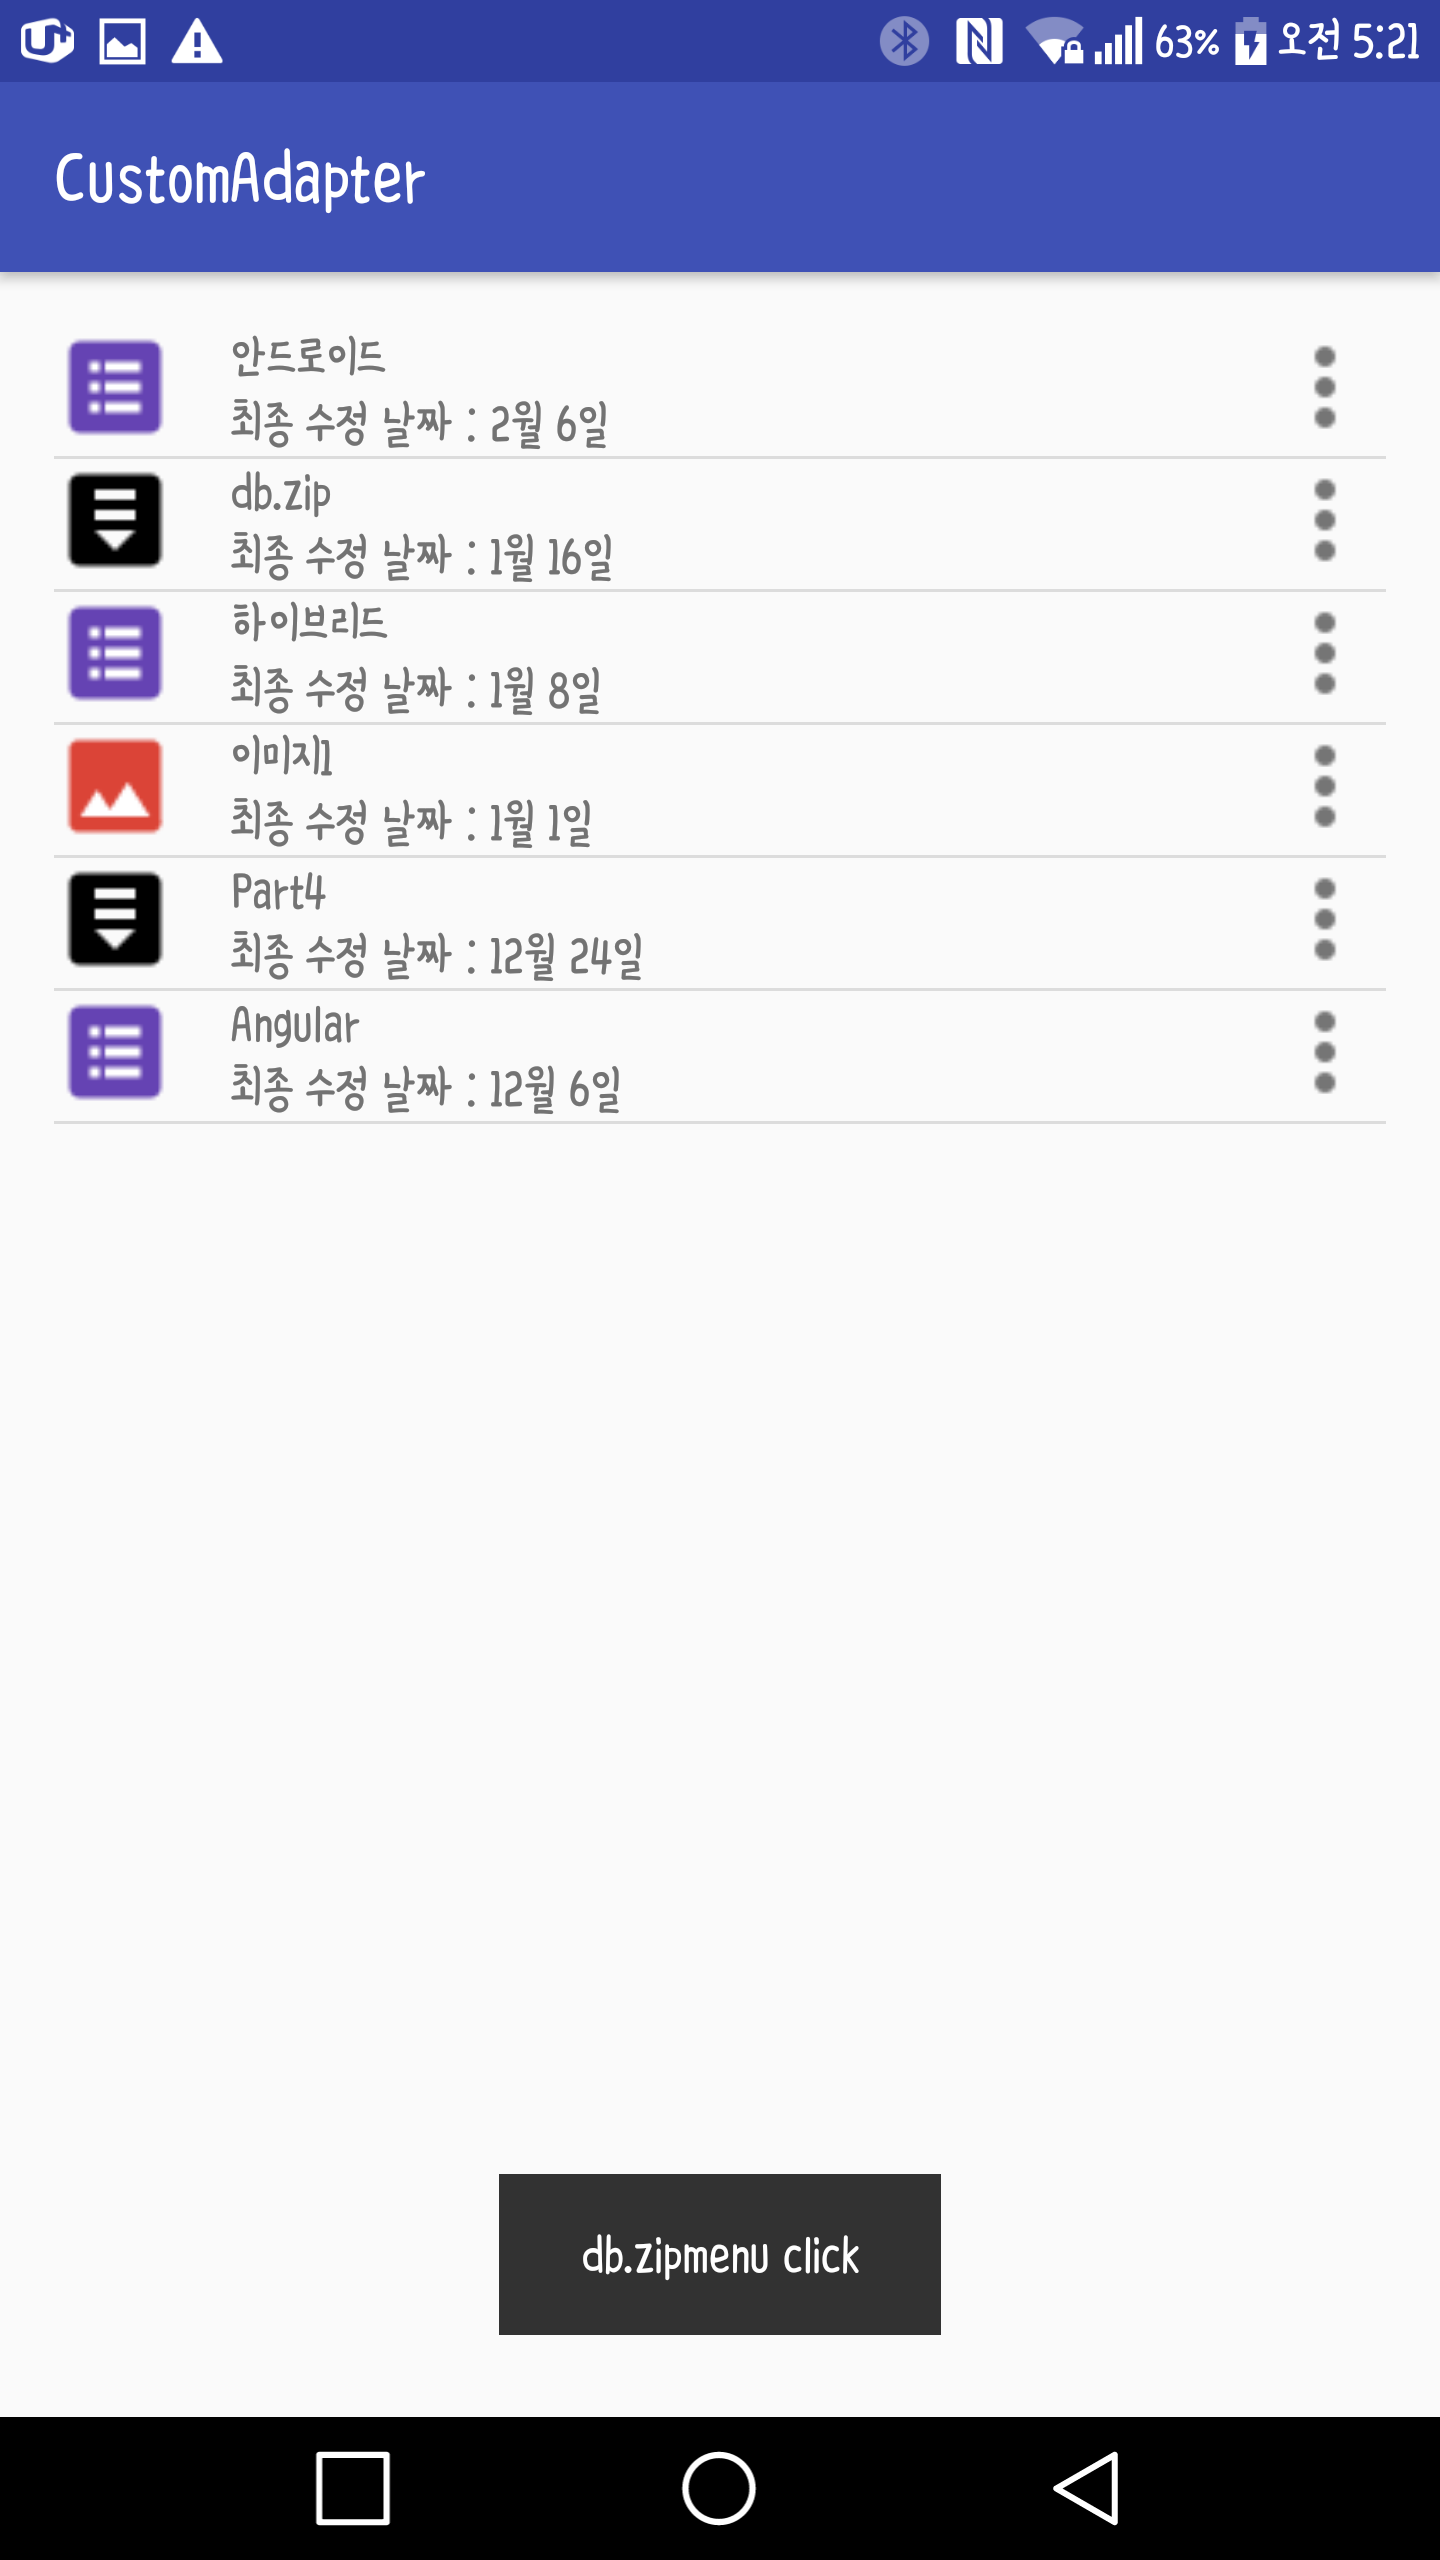 U+ 63% 오전 5:21
CustomAdapter
안드로이드
최종 수정 날짜 : 2월 6일
db.zip
최종 수정 날짜 : 1월 16일
하이브리드
최종 수정 날짜 : 1월 8일
이미지1
최종 수정 날짜 : 1월 1일
Part4
최종 수정 날짜 : 12월 24일
Angular
최종 수정 날짜 : 12월 6일
db.zipmenu click